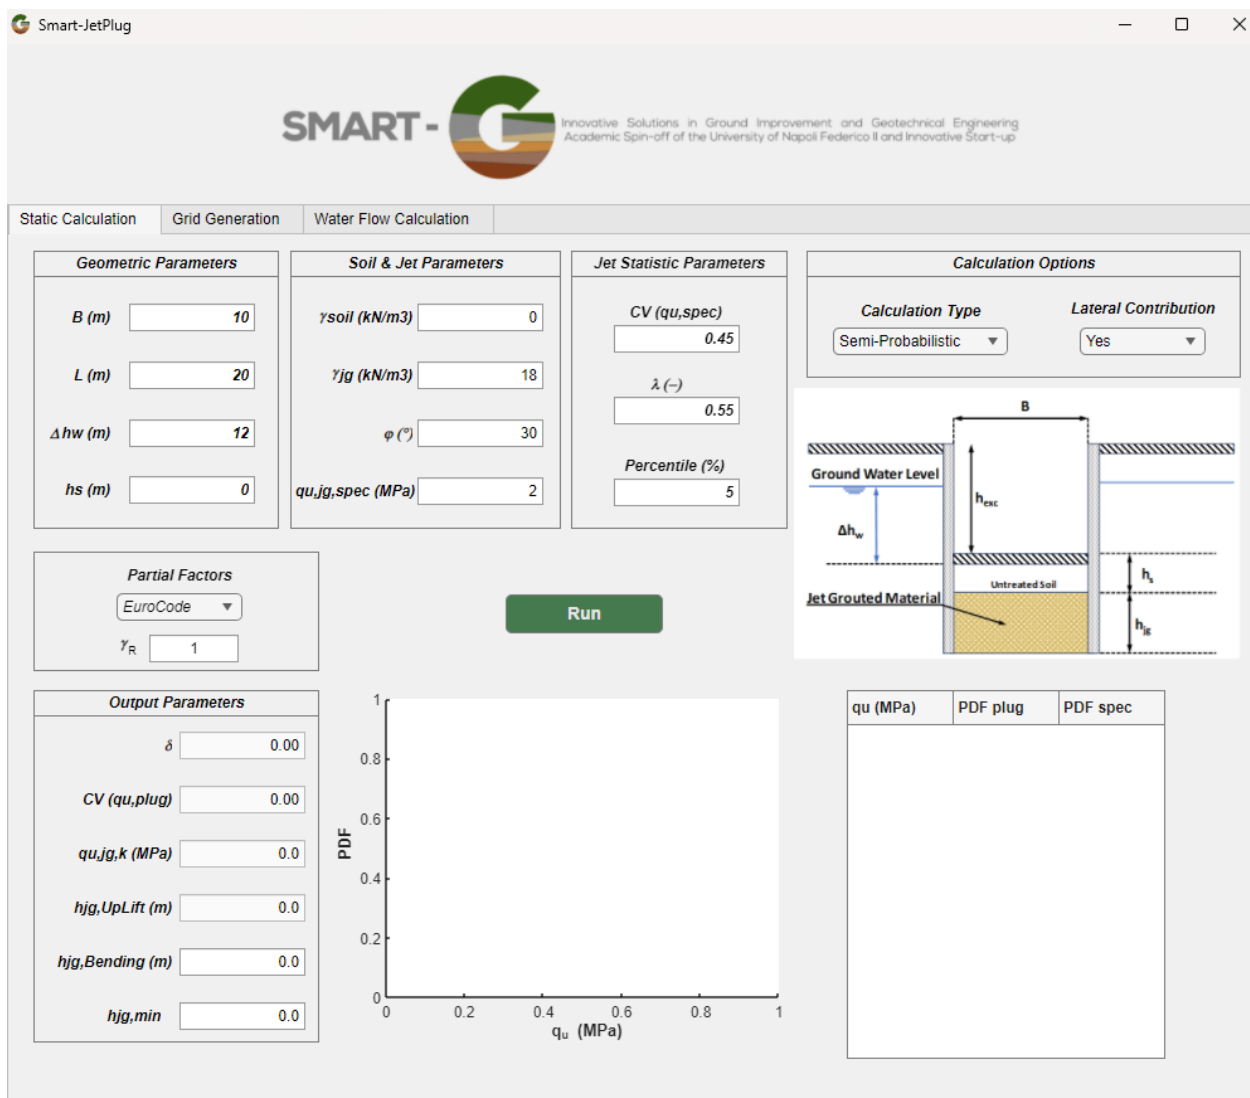 Smart-JetPlug
SMART-G
Innovative Solutions in Ground Improvement and Geotechnical Engineering
Academic Spin-off of the University of Napoli Federico II and Innovative Start-up
Static Calculation
Grid Generation
Water Flow Calculation
Geometric Parameters
B (m) 10
L (m) 20
Δhw (m) 12
hs (m) 0
Soil & Jet Parameters
γsoil (kN/m3) 0
γjg (kN/m3) 18
φ (°) 30
qu,jg,spec (MPa) 2
Jet Statistic Parameters
CV (qu,spec)
0.45
λ (–)
0.55
Percentile (%)
5
Calculation Options
Calculation Type
Semi-Probabilistic
Lateral Contribution
Yes
B
Ground Water Level
hexc
Δhw
Untreated Soil
hs
Jet Grouted Material
hjg
Partial Factors
EuroCode
γR 1
Run
Output Parameters
δ 0.00
CV (qu,plug) 0.00
qu,jg,k (MPa) 0.0
hjg,UpLift (m) 0.0
hjg,Bending (m) 0.0
hjg,min 0.0
PDF
1
0.8
0.6
0.4
0.2
0
0 0.2 0.4 0.6 0.8 1
qu (MPa)
qu (MPa) PDF plug PDF spec